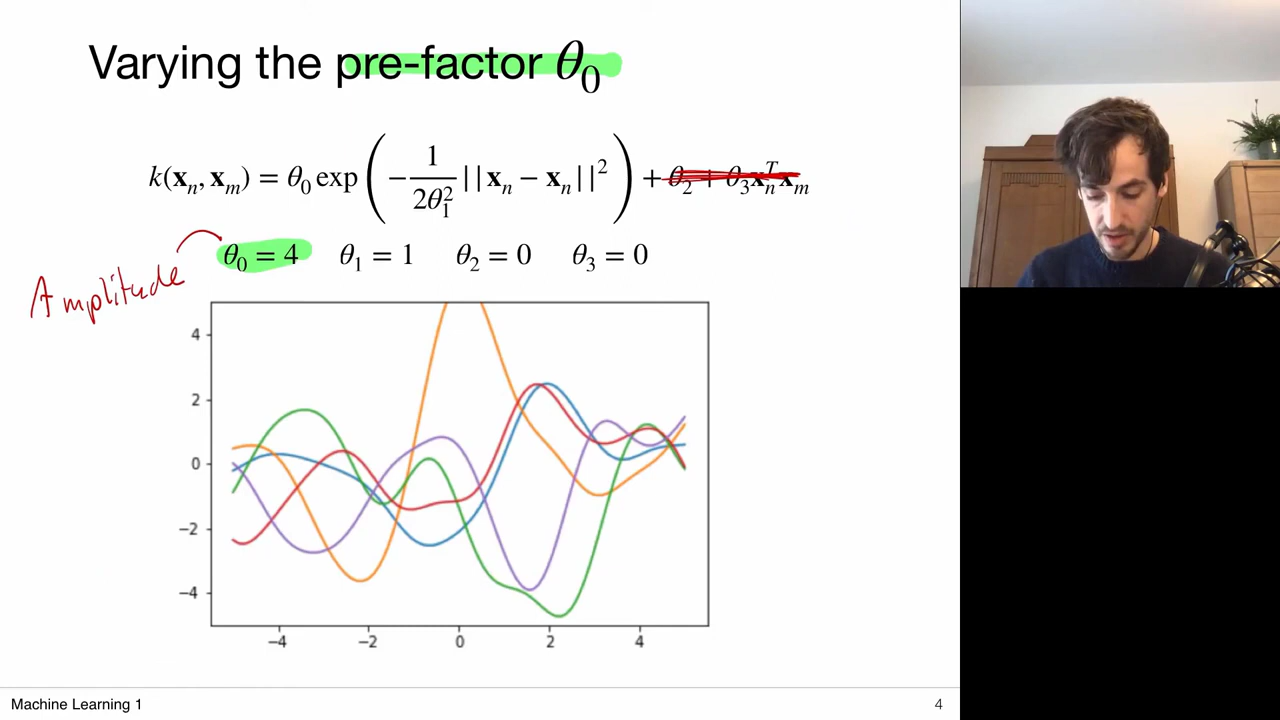 Varying the pre-factor θ₀
k(𝐱ₙ, 𝐱ₘ) = θ₀ exp(−1/(2θ₁²) ||𝐱ₙ − 𝐱ₙ||²) + θ₂ + θ₃𝐱ₙᵀ𝐱ₘ
θ₀ = 4 θ₁ = 1 θ₂ = 0 θ₃ = 0
Amplitude
4
2
0
−2
−4
−4 −2 0 2 4
Machine Learning 1 4